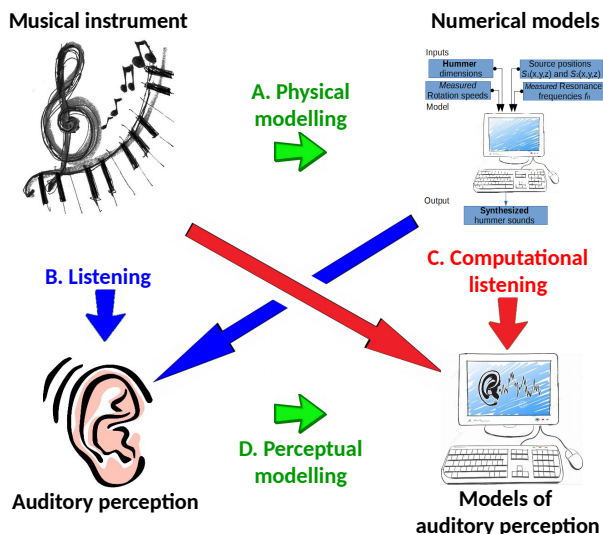 Musical instrument
Numerical models
Inputs
Hummer
dimensions
Source positions
S₁(x,y,z) and S₂(x,y,z)
Measured
Rotation speeds
Measured Resonance
frequencies fₙ
Model
A. Physical
modelling
Output
Synthesized
hummer sounds
B. Listening
C. Computational
listening
D. Perceptual
modelling
Auditory perception
Models of
auditory perception